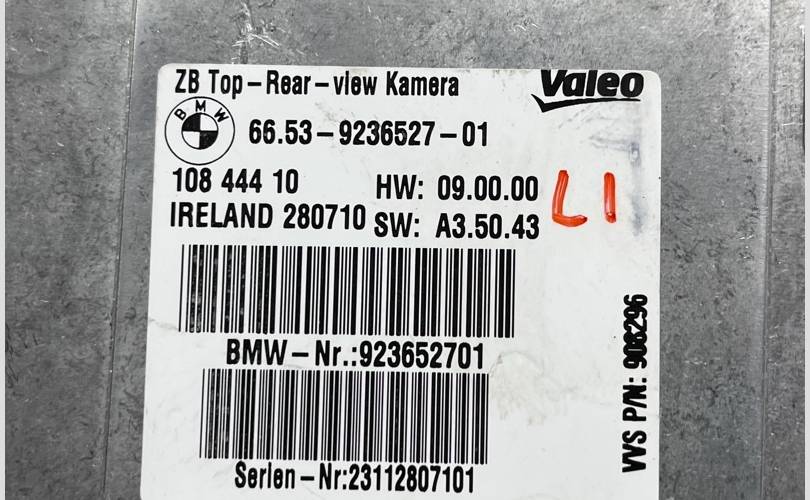 ZB Top-Rear-view Kamera
Valeo
BMW
66.53-9236527-01
108 444 10
HW: 09.00.00
L1
IRELAND 280710
SW: A3.50.43
BMW-Nr.:923652701
Serien-Nr:23112807101
VVS P/N: 908296